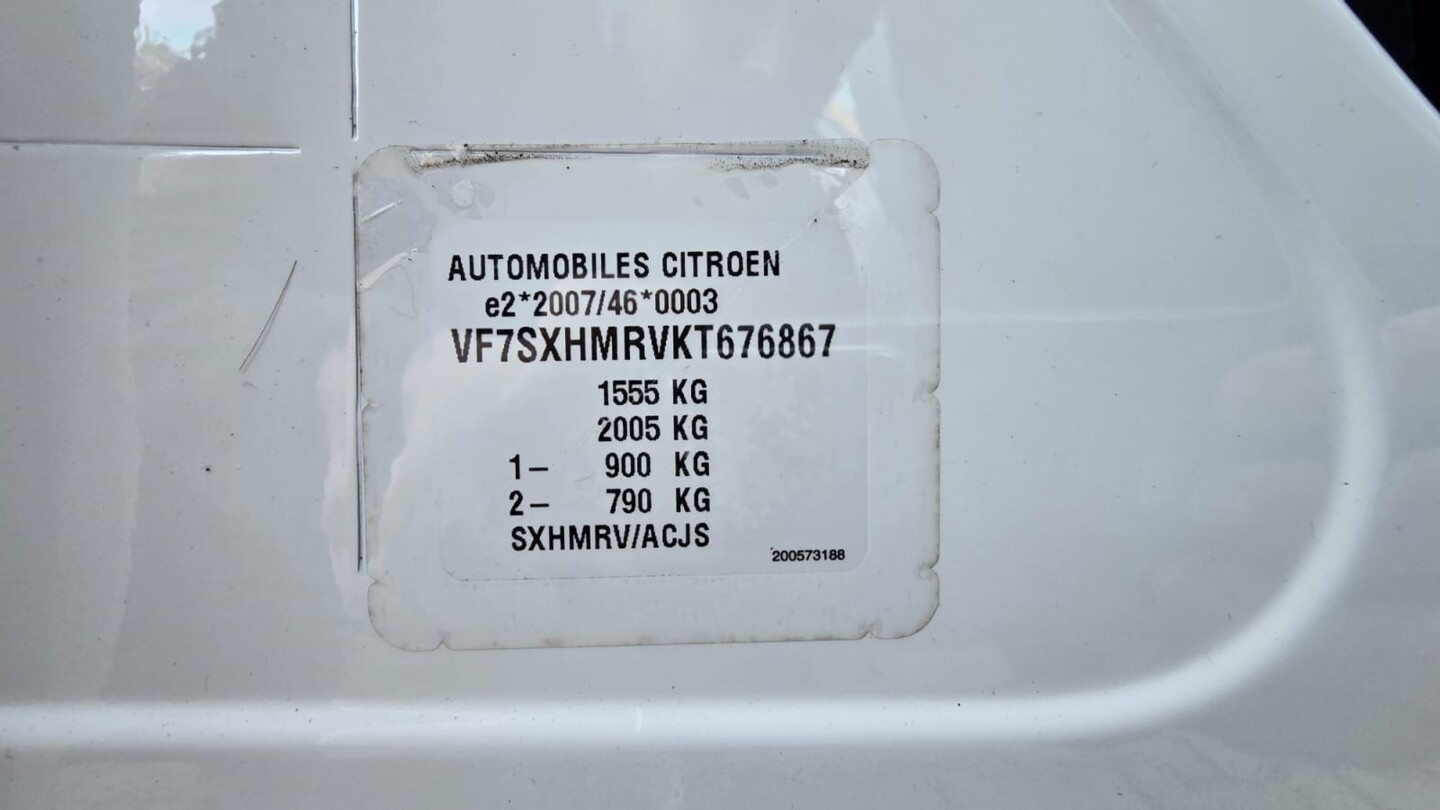 AUTOMOBILES CITROEN
e2*2007/46*0003
VF7SXHMRVKT676867
1555 KG
2005 KG
1– 900 KG
2– 790 KG
SXHMRV/ACJS
200573188